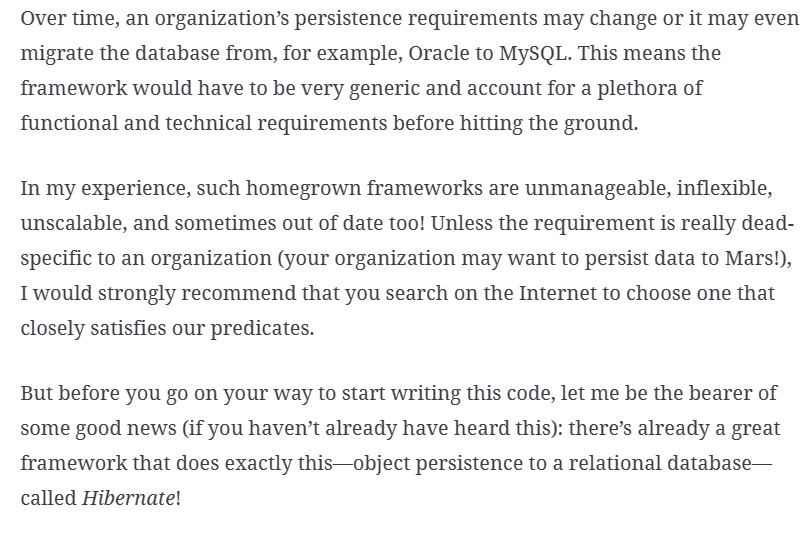 Over time, an organization’s persistence requirements may change or it may even
migrate the database from, for example, Oracle to MySQL. This means the
framework would have to be very generic and account for a plethora of
functional and technical requirements before hitting the ground.
In my experience, such homegrown frameworks are unmanageable, inflexible,
unscalable, and sometimes out of date too! Unless the requirement is really dead-
specific to an organization (your organization may want to persist data to Mars!),
I would strongly recommend that you search on the Internet to choose one that
closely satisfies our predicates.
But before you go on your way to start writing this code, let me be the bearer of
some good news (if you haven’t already have heard this): there’s already a great
framework that does exactly this—object persistence to a relational database—
called Hibernate!